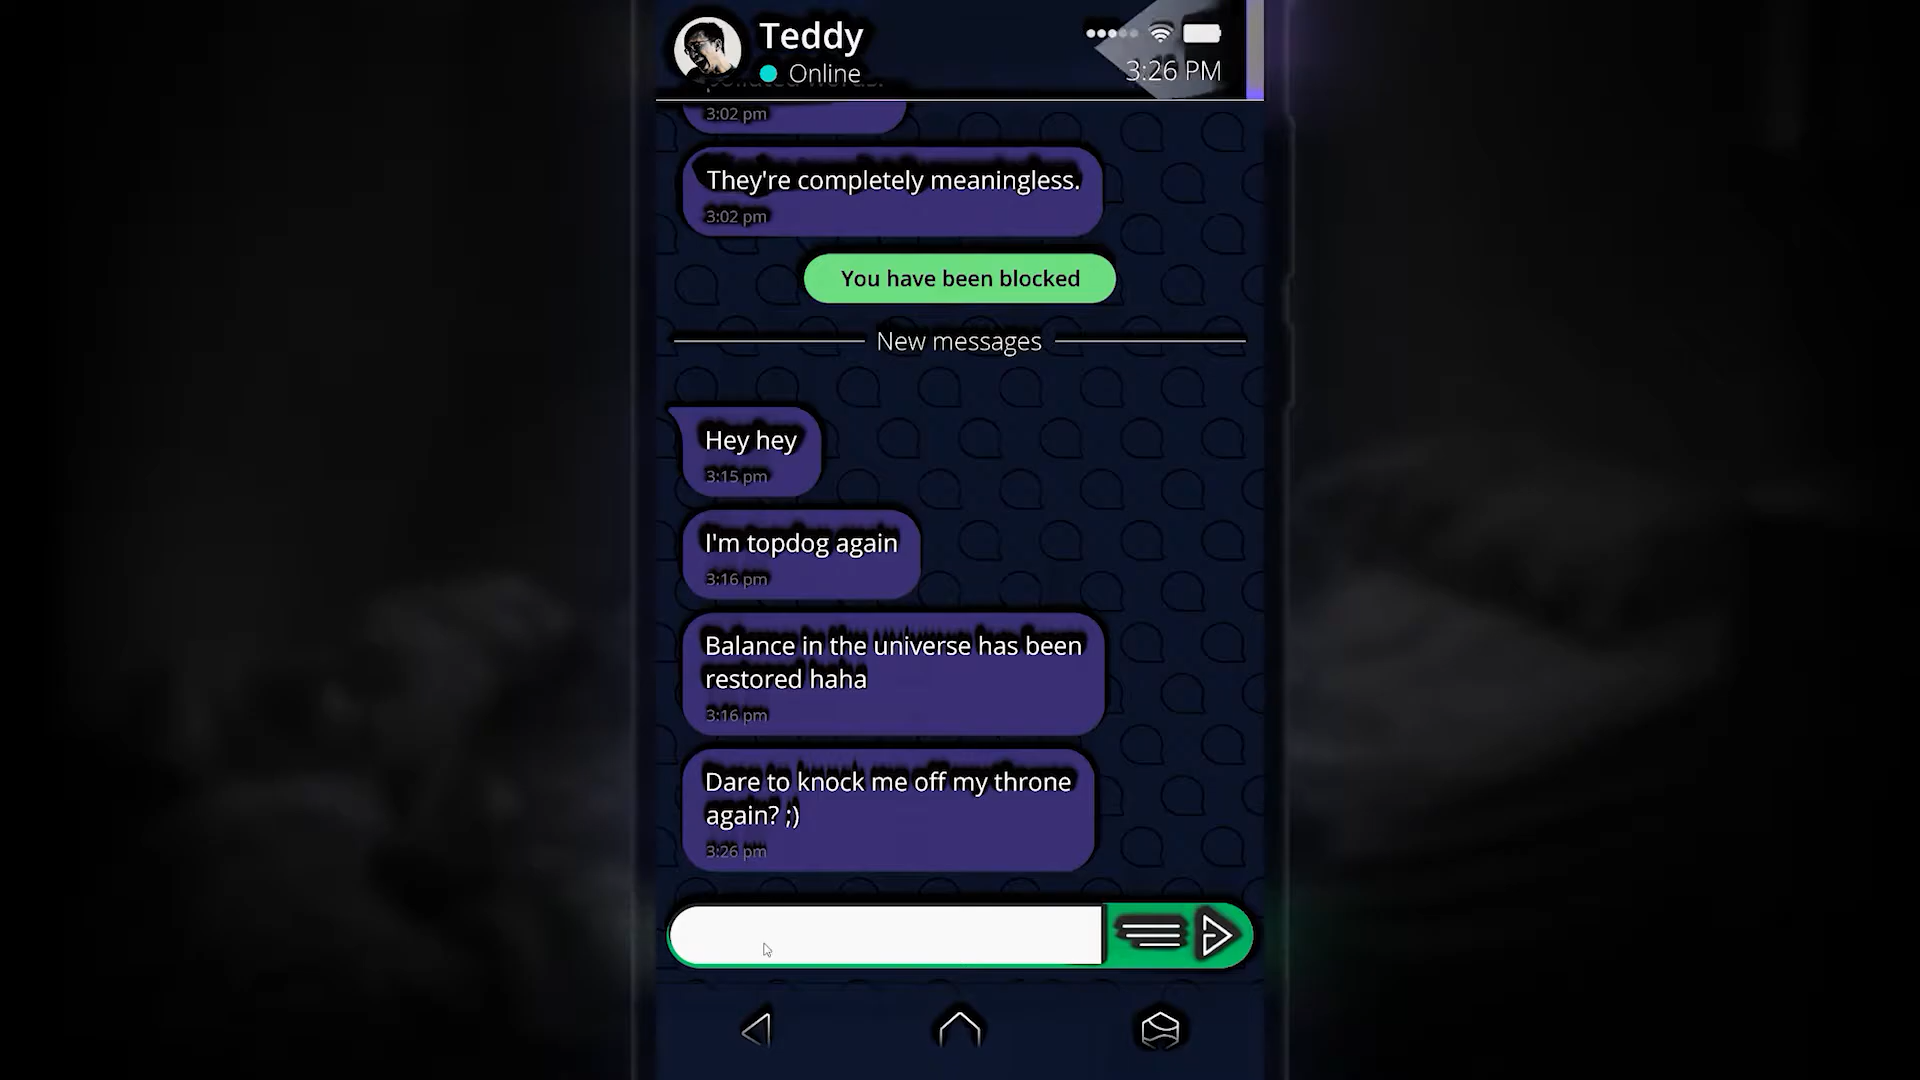 Teddy
Online
3:26 PM
3:02 pm
They're completely meaningless.
3:02 pm
You have been blocked
New messages
Hey hey
3:15 pm
I'm topdog again
3:16 pm
Balance in the universe has been
restored haha
3:16 pm
Dare to knock me off my throne
again? ;)
3:26 pm